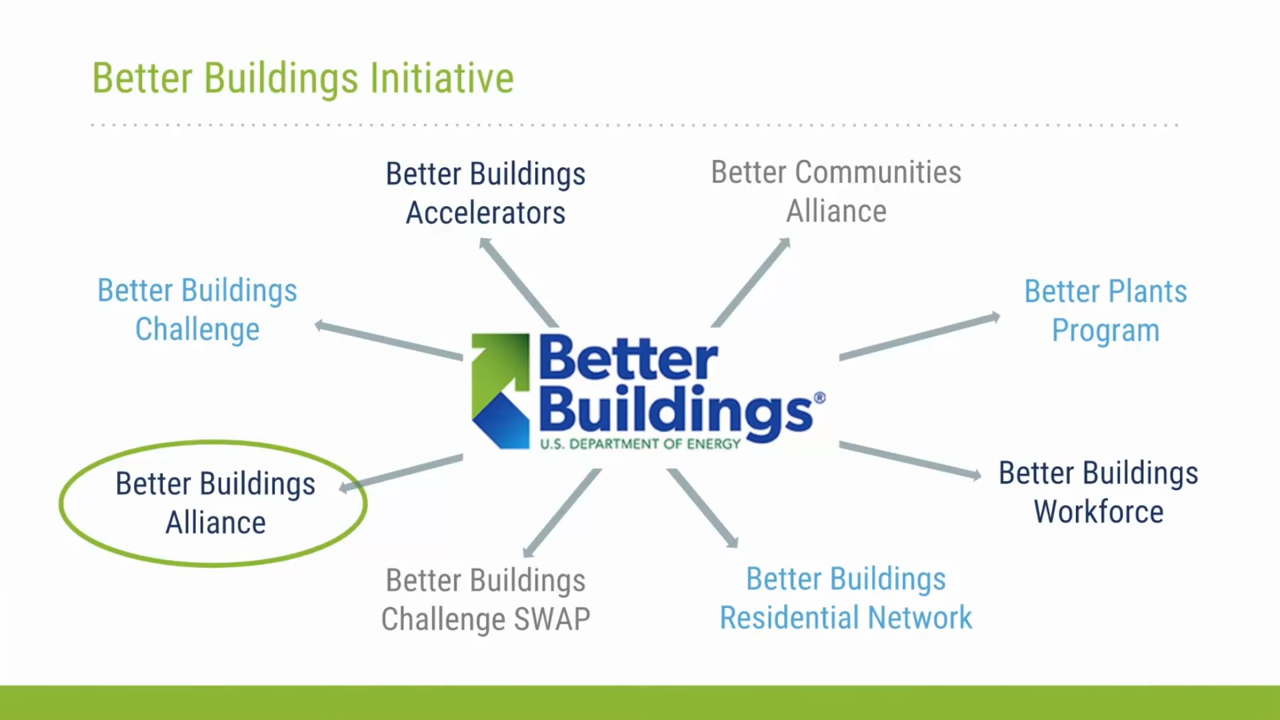 Better Buildings Initiative
Better Buildings
Accelerators
Better Communities
Alliance
Better Buildings
Challenge
Better Plants
Program
Better
Buildings®
U.S. DEPARTMENT OF ENERGY
Better Buildings
Alliance
Better Buildings
Workforce
Better Buildings
Challenge SWAP
Better Buildings
Residential Network